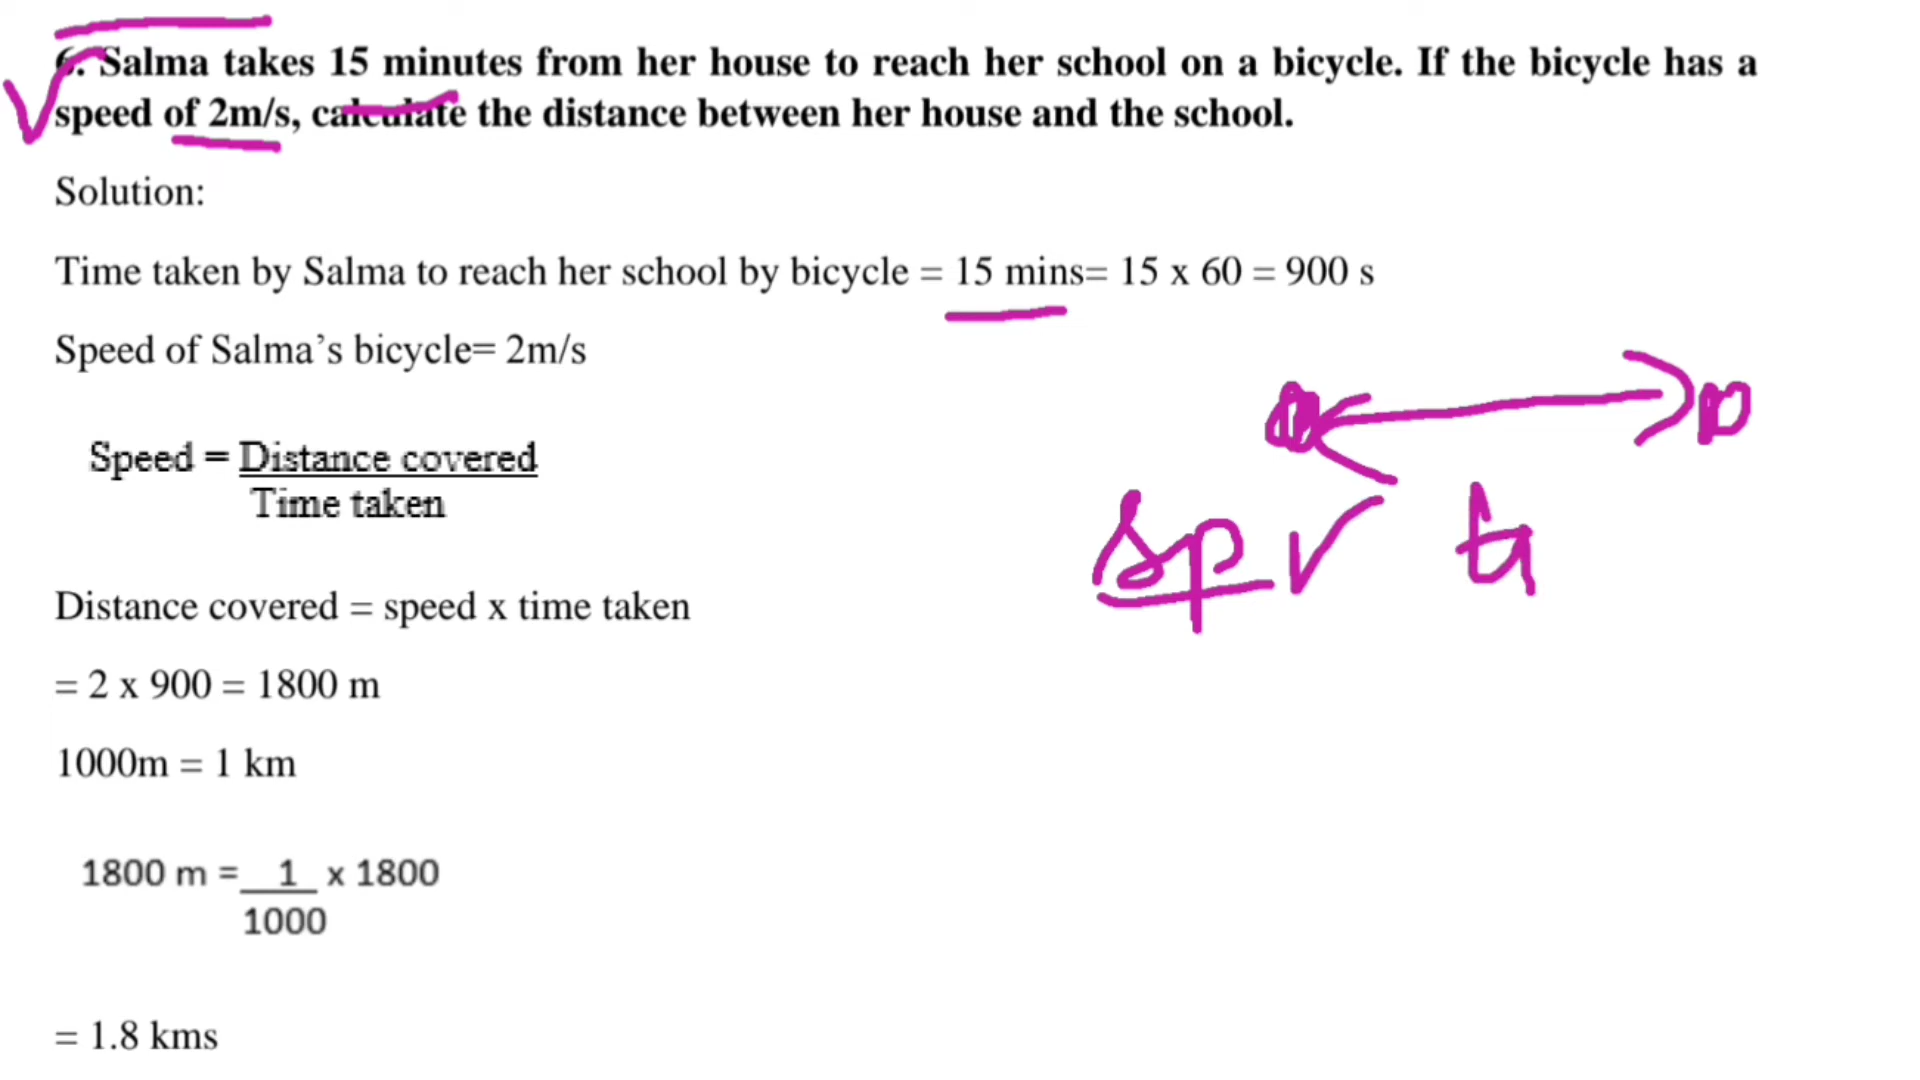 6. Salma takes 15 minutes from her house to reach her school on a bicycle. If the bicycle has a
speed of 2m/s, calculate the distance between her house and the school.
Solution:
Time taken by Salma to reach her school by bicycle = 15 mins= 15 x 60 = 900 s
Speed of Salma’s bicycle= 2m/s
Speed = Distance covered
Time taken
Sp
Distance covered = speed x time taken
= 2 x 900 = 1800 m
1000m = 1 km
1800 m = 1 x 1800
1000
= 1.8 kms